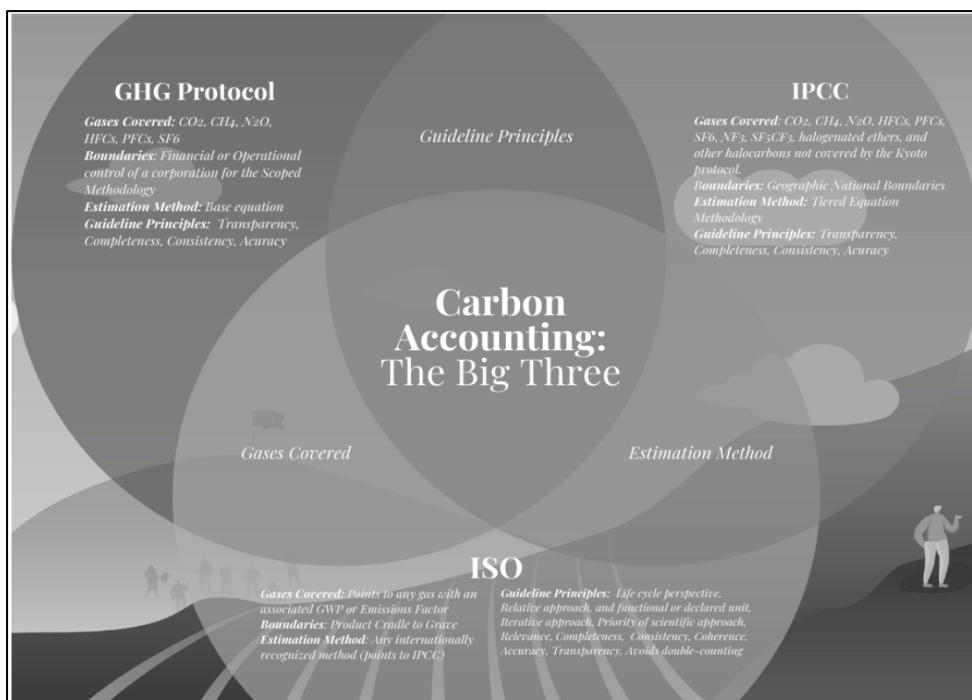 GHG Protocol
Gases Covered: CO2, CH4, N2O,
HFCs, PFCs, SF6
Boundaries: Financial or Operational
control of a corporation for the Scoped
Methodology
Estimation Method: Base equation
Guideline Principles: Transparency,
Completeness, Consistency, Acuracy
Guideline Principles
IPCC
Gases Covered: CO2, CH4, N2O, HFCs, PFCs,
SF6, NF3, SF5CF3, halogenated ethers, and
other halocarbons not covered by the Kyoto
protocol.
Boundaries: Geographic National Boundaries
Estimation Method: Tiered Equation
Methodology
Guideline Principles: Transparency,
Completeness, Consistency, Acuracy
Carbon
Accounting:
The Big Three
Gases Covered
Estimation Method
ISO
Gases Covered: Points to any gas with an
associated GWP or Emissions Factor
Boundaries: Product Cradle to Grave
Estimation Method: Any internationally
recognized method (points to IPCC)
Guideline Principles: Life cycle perspective,
Relative approach, and functional or declared unit,
Iterative approach, Priority of scientific approach,
Relevance, Completeness, Consistency, Coherence,
Accuracy, Transparency, Avoids double-counting